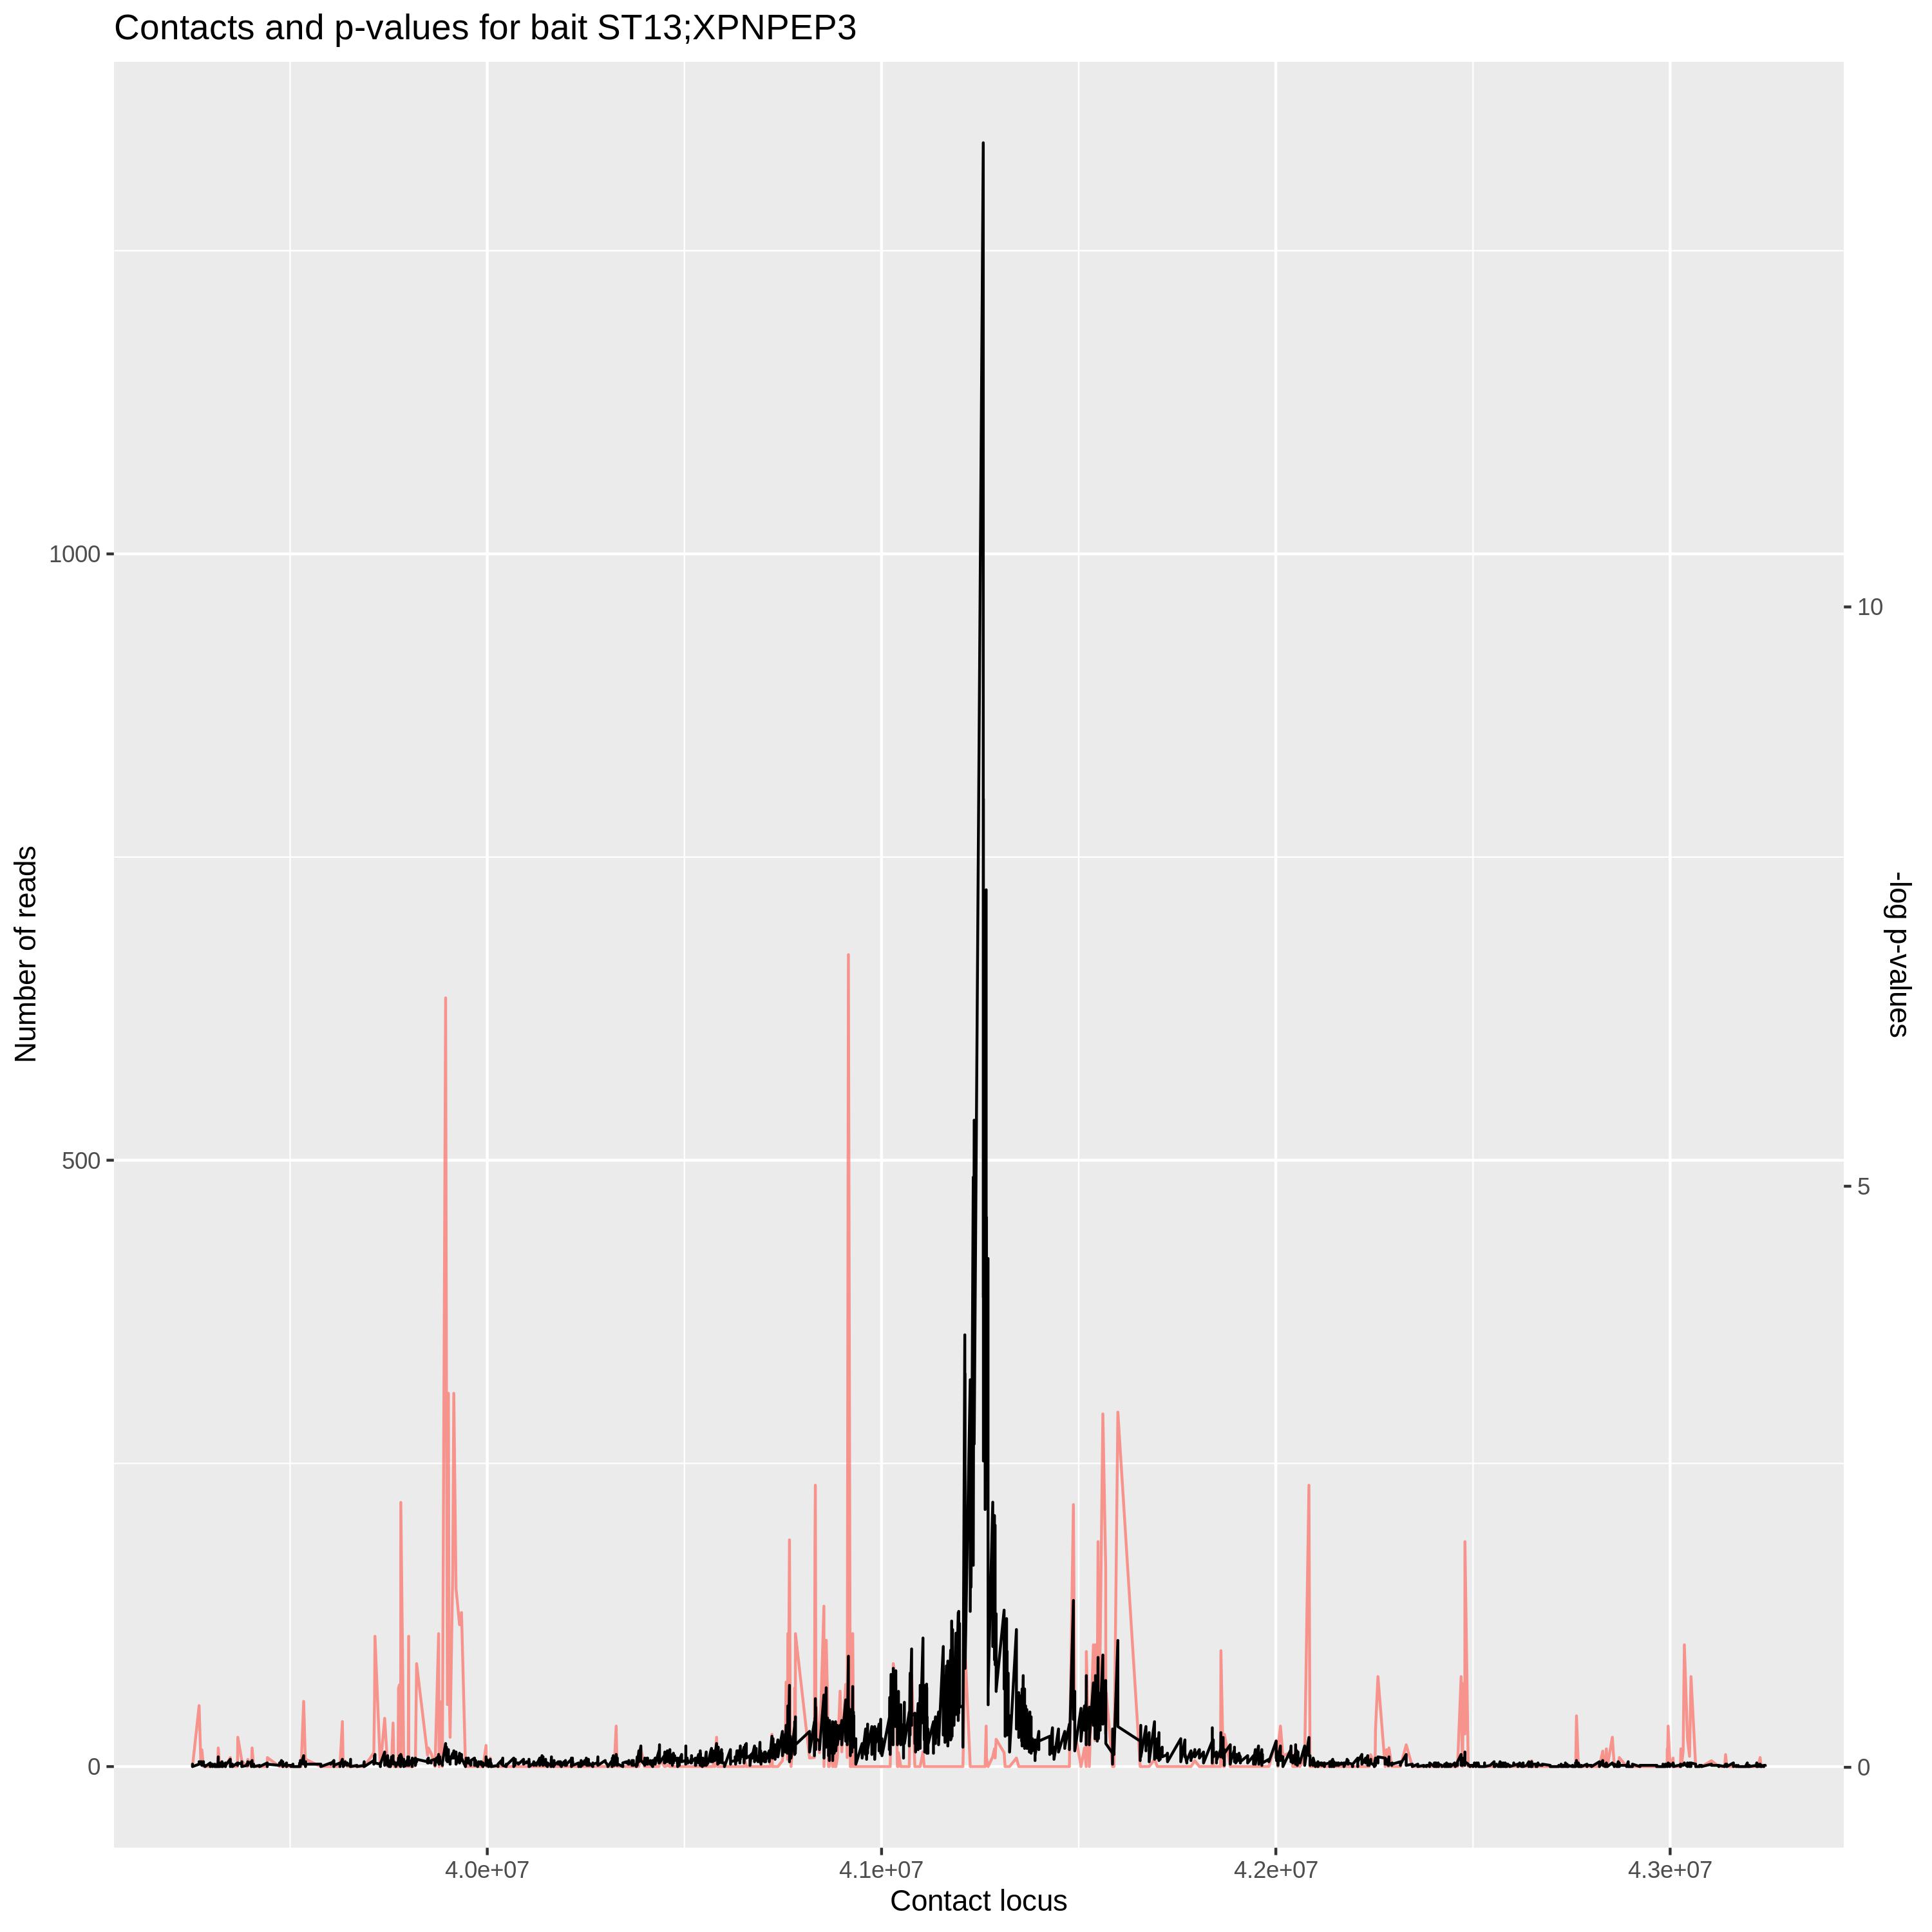 Contacts and p-values for bait ST13;XPNPEP3
Number of reads
1000
500
0
10
5
0
-log p-values
4.0e+07
4.1e+07
4.2e+07
4.3e+07
Contact locus